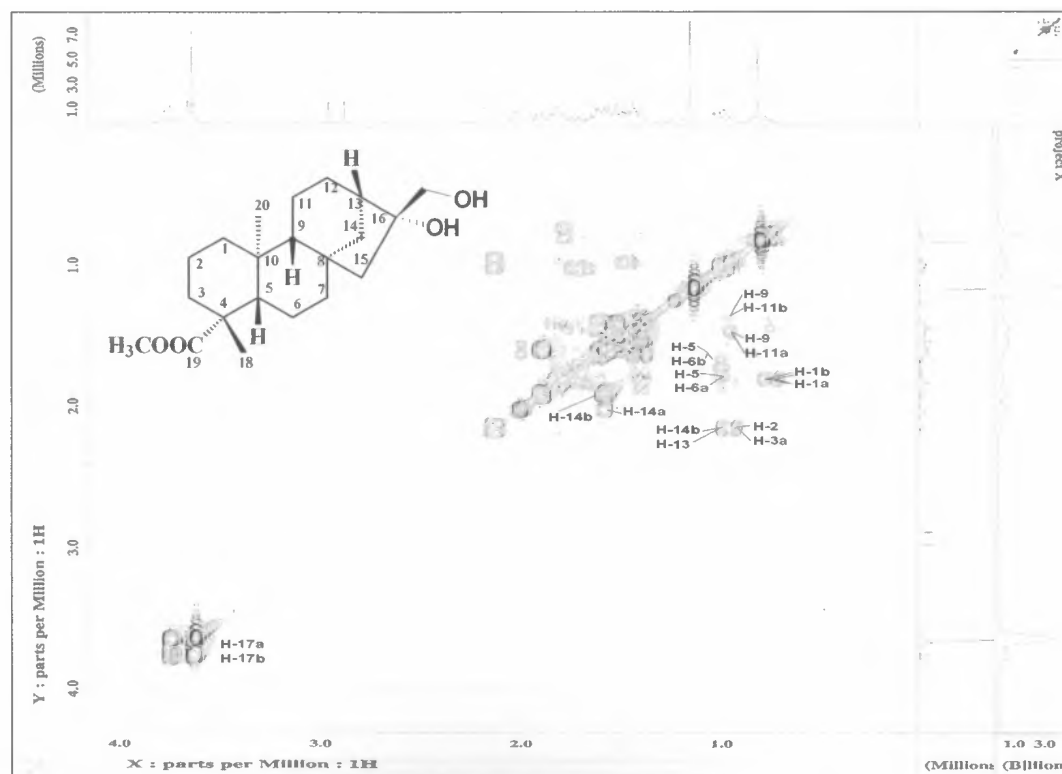 (Millions)
1.0 3.0 5.0 7.0
project X
H
20
11
12
13
OH
16
OH
14
1
9
15
2
10
8
H
3
5
7
4
6
H₃COOC
H
19
18
1.0
2.0
3.0
4.0
H-9
H-11b
H-9
H-11a
H-5
H-6b
H-5
H-6a
H-1b
H-1a
H-14b
H-14a
H-14b
H-13
H-2
H-3a
H-17a
H-17b
Y : parts per Million : 1H
4.0 3.0 2.0 1.0
1.0 3.0
X : parts per Million : 1H
(Millions (Billion